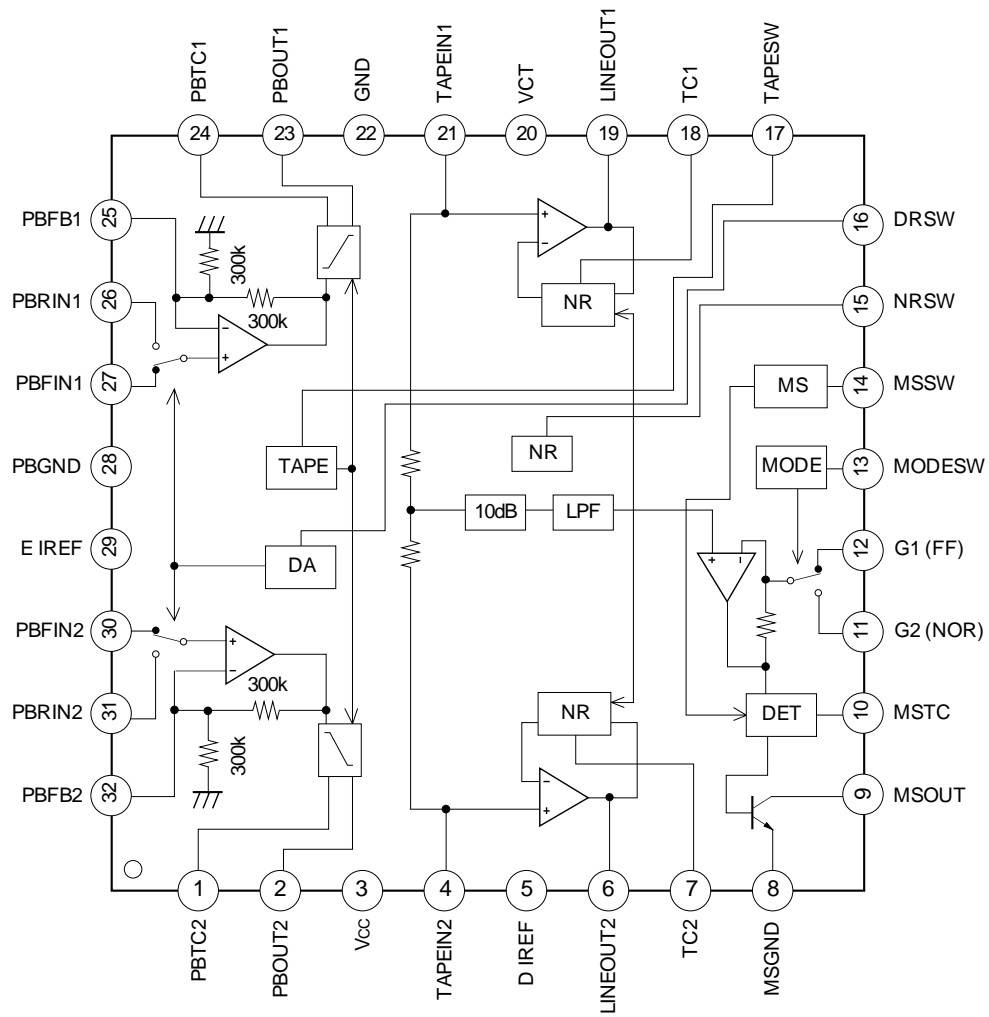 PBTC1
PBOUT1
GND
TAPEIN1
VCT
LINEOUT1
TC1
TAPESW
24
23
22
21
20
19
18
17
PBFB1
25
300k
16
DRSW
PBRIN1
26
300k
NR
15
NRSW
PBFIN1
27
MS
14
MSSW
PBGND
28
TAPE
NR
MODE
13
MODESW
10dB
LPF
E IREF
29
DA
12
G1 (FF)
PBFIN2
30
11
G2 (NOR)
300k
PBRIN2
31
NR
DET
10
MSTC
300k
PBFB2
32
9
MSOUT
1
2
3
4
5
6
7
8
PBTC2
PBOUT2
Vcc
TAPEIN2
D IREF
LINEOUT2
TC2
MSGND